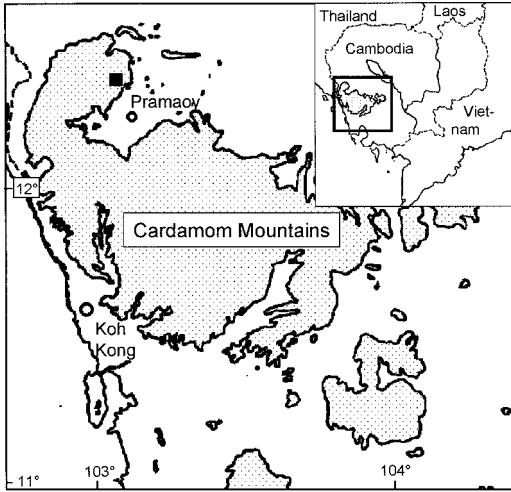 Thailand
Laos
Cambodia
Viet-
nam
Pramaoy
12°
Cardamom Mountains
Koh
Kong
11°
103°
104°